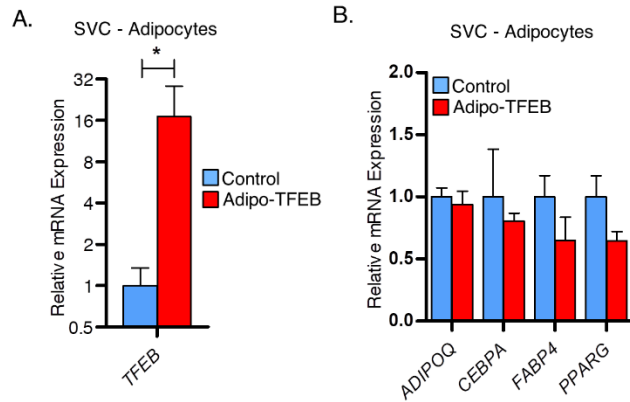 A.
SVC - Adipocytes
*
Relative mRNA Expression
32
16
8
4
2
1
0.5
TFEB
Control
Adipo-TFEB
B.
SVC - Adipocytes
Control
Adipo-TFEB
Relative mRNA Expression
2.0
1.5
1.0
0.5
0.0
ADIPOQ
CEBPA
FABP4
PPARG